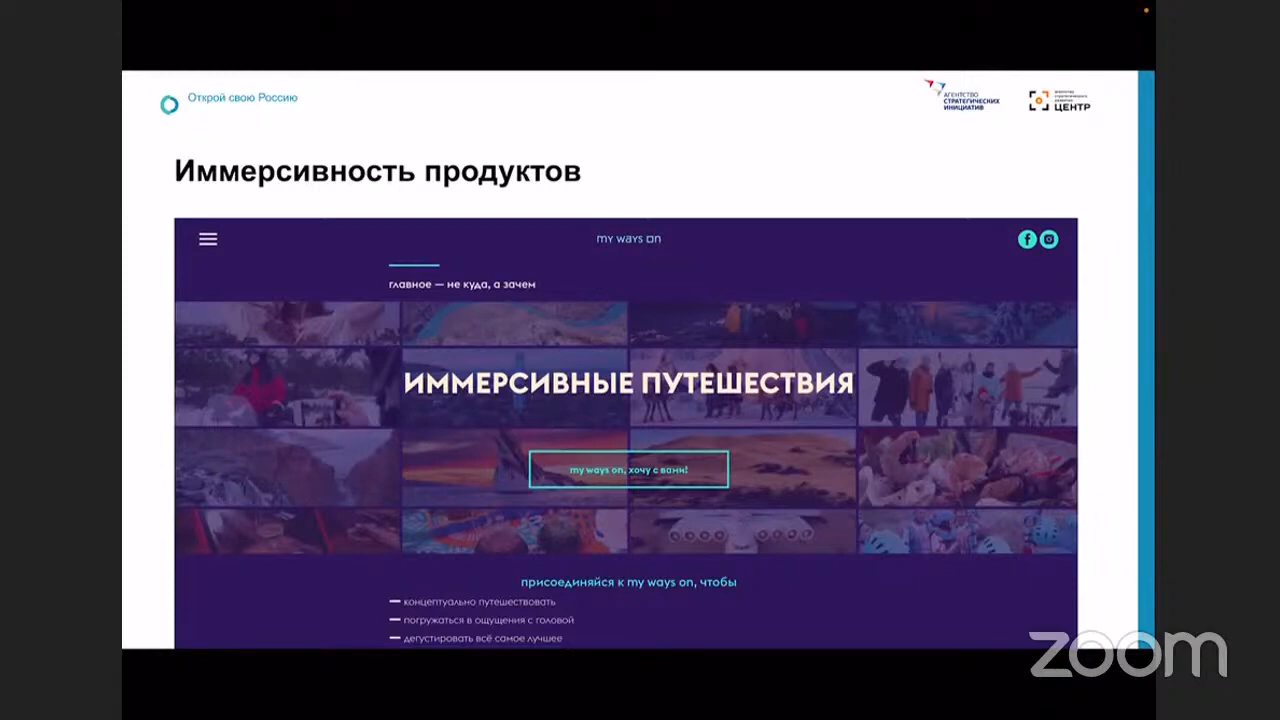 Открой свою Россию
АГЕНТСТВО
СТРАТЕГИЧЕСКИХ
ИНИЦИАТИВ
ЦЕНТР
Иммерсивность продуктов
my ways on
главное — не куда, а зачем
ИММЕРСИВНЫЕ ПУТЕШЕСТВИЯ
my ways on, хочу с вами!
присоединяйся к my ways on, чтобы
— концептуально путешествовать
— погружаться в ощущения с головой
— дегустировать всё самое лучшее
zoom